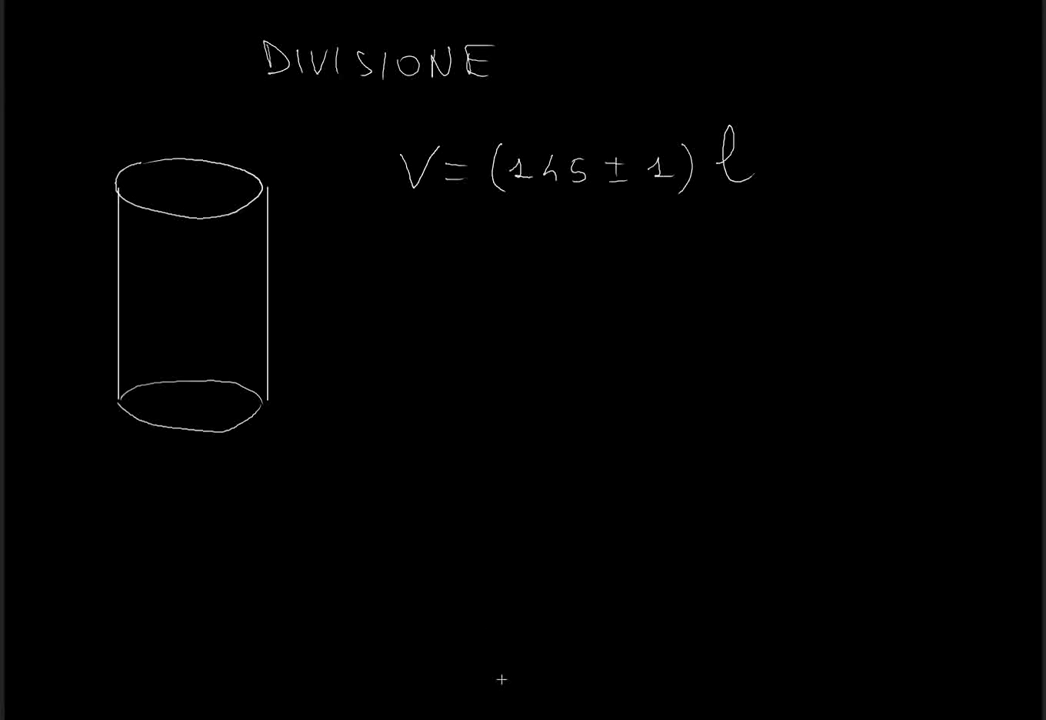 DIVISIONE
V = (145 ± 1) l